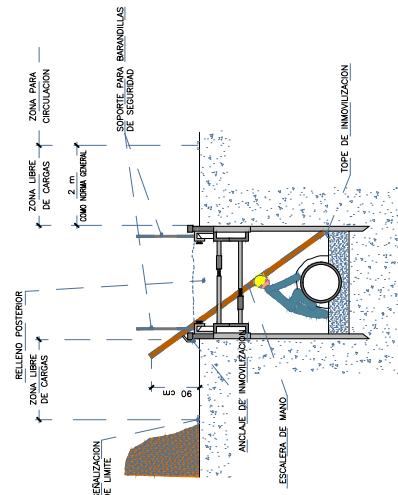 ZONA PARA
CIRCULACION
ZONA LIBRE
DE CARGAS
2 m
COMO NORMA GENERAL
SOPORTE PARA BARANDILLAS
DE SEGURIDAD
TOPE DE INMOVILIZACION
RELLENO POSTERIOR
ZONA LIBRE
DE CARGAS
90 cm
ANCLAJE DE INMOVILIZACION
ESCALERA DE MANO
EÑALIZACION
DE LIMITE